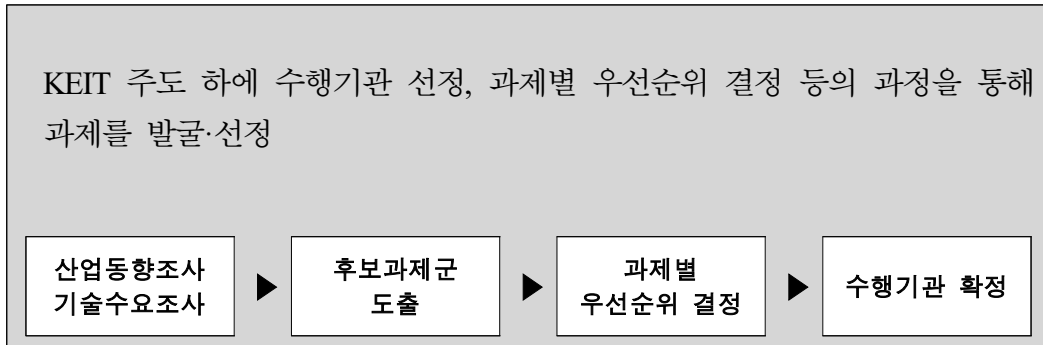 KEIT 주도 하에 수행기관 선정, 과제별 우선순위 결정 등의 과정을 통해
과제를 발굴·선정
산업동향조사
기술수요조사
▶
후보과제군
도출
▶
과제별
우선순위 결정
▶
수행기관 확정